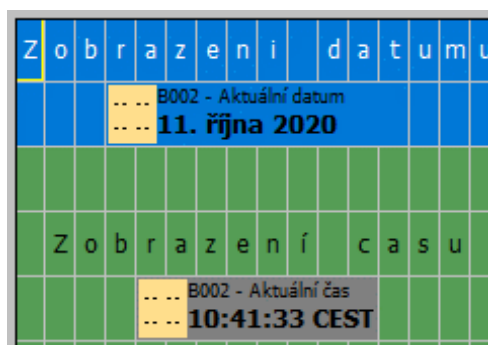 Zobrazeni datumu
B002 - Aktuální datum
11. října 2020
Zobrazení casu
B002 - Aktuální čas
10:41:33 CEST